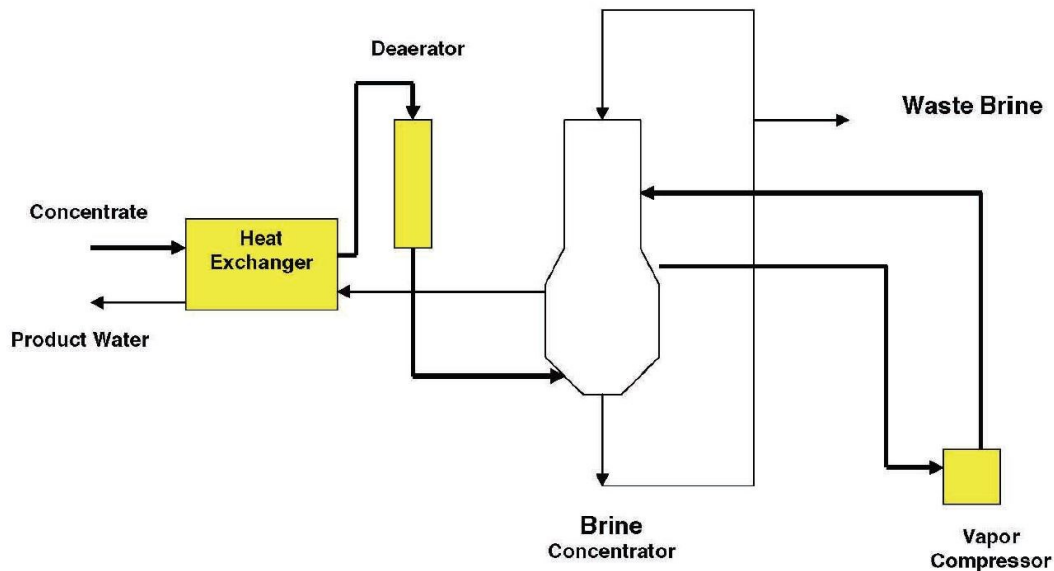 Deaerator
Waste Brine
Concentrate
Heat
Exchanger
Product Water
Brine
Concentrator
Vapor
Compressor